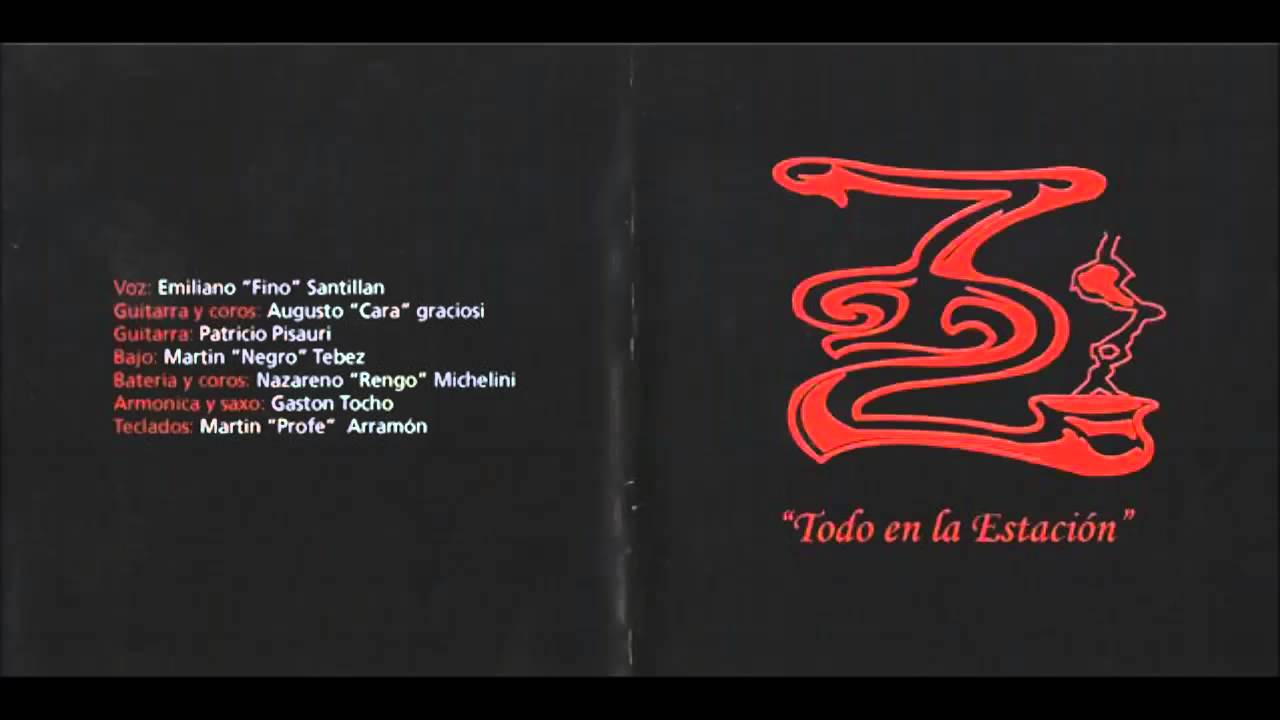 Voz: Emiliano "Fino" Santillan
Guitarra y coros: Augusto "Cara" graciosi
Guitarra: Patricio Pisauri
Bajo: Martin "Negro" Tebez
Bateria y coros: Nazareno "Rengo" Michelini
Armonica y saxo: Gaston Tocho
Teclados: Martin "Profe" Arramón
"Todo en la Estación"